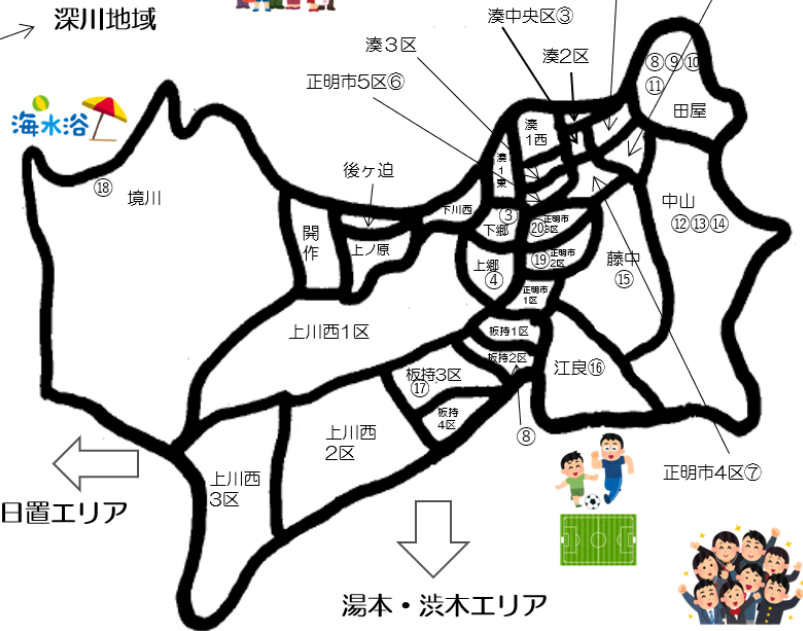 深川地域
湊中央区③
湊3区
湊2区
正明市5区⑥
⑧⑨⑩
⑪
田屋
海水浴
湊
1西
湊
1東
後ヶ迫
⑱
境川
中山
⑫⑬⑭
下川西
③
下郷
正明市
⑳3区
関作
上ノ原
上郷
④
正明市
⑲2区
藤中
⑮
正明市
1区
上川西1区
板持1区
板持2区
江良⑯
板持3区
⑰
板持
4区
上川西
2区
⑧
正明市4区⑦
上川西
3区
日置エリア
湯本・渋木エリア